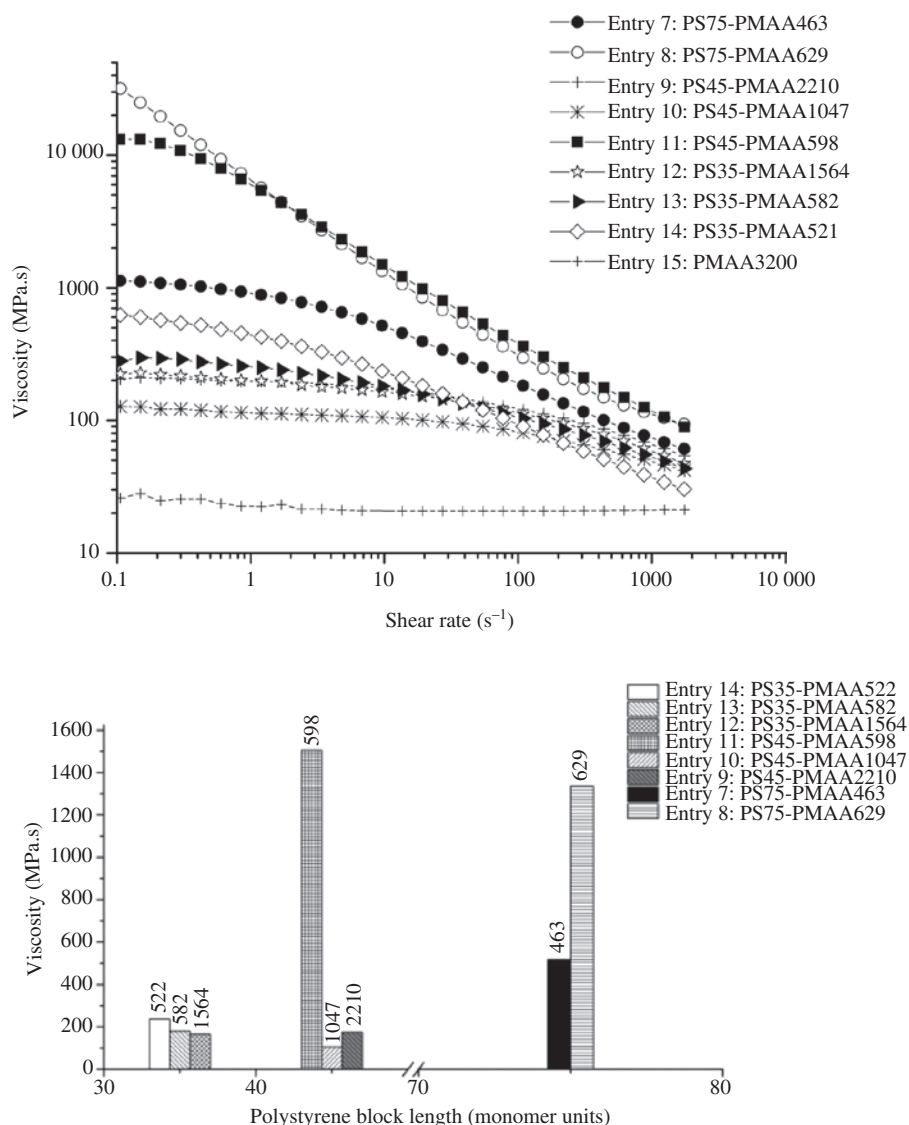 Entry 7: PS75-PMAA463
Entry 8: PS75-PMAA629
Entry 9: PS45-PMAA2210
Entry 10: PS45-PMAA1047
Entry 11: PS45-PMAA598
Entry 12: PS35-PMAA1564
Entry 13: PS35-PMAA582
Entry 14: PS35-PMAA521
Entry 15: PMAA3200
10 000
1000
100
10
Viscosity (MPa.s)
0.1 1 10 100 1000 10 000
Shear rate (s⁻¹)
Entry 14: PS35-PMAA522
Entry 13: PS35-PMAA582
Entry 12: PS35-PMAA1564
Entry 11: PS45-PMAA598
Entry 10: PS45-PMAA1047
Entry 9: PS45-PMAA2210
Entry 7: PS75-PMAA463
Entry 8: PS75-PMAA629
1600
1400
1200
1000
800
600
400
200
0
Viscosity (MPa.s)
522
582
1564
598
1047
2210
463
629
30 40 70 80
Polystyrene block length (monomer units)